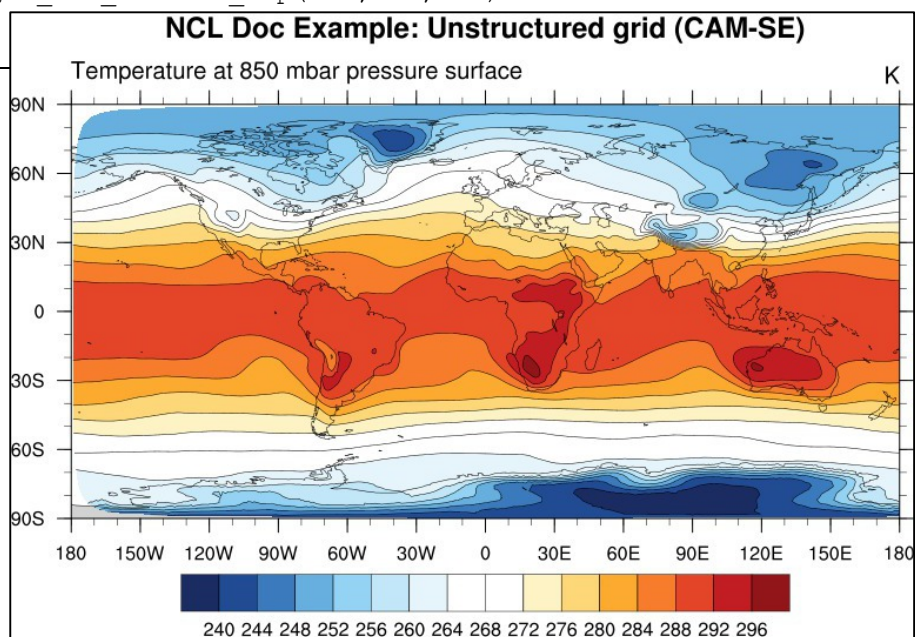 NCL Doc Example: Unstructured grid (CAM-SE)
Temperature at 850 mbar pressure surface K
90N
60N
30N
0
30S
60S
90S
180 150W 120W 90W 60W 30W 0 30E 60E 90E 120E 150E 180
240 244 248 252 256 260 264 268 272 276 280 284 288 292 296